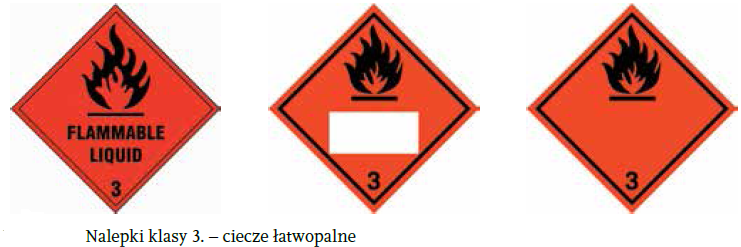 FLAMMABLE
LIQUID
3
3
3
Nalepki klasy 3. – ciecze łatwopalne